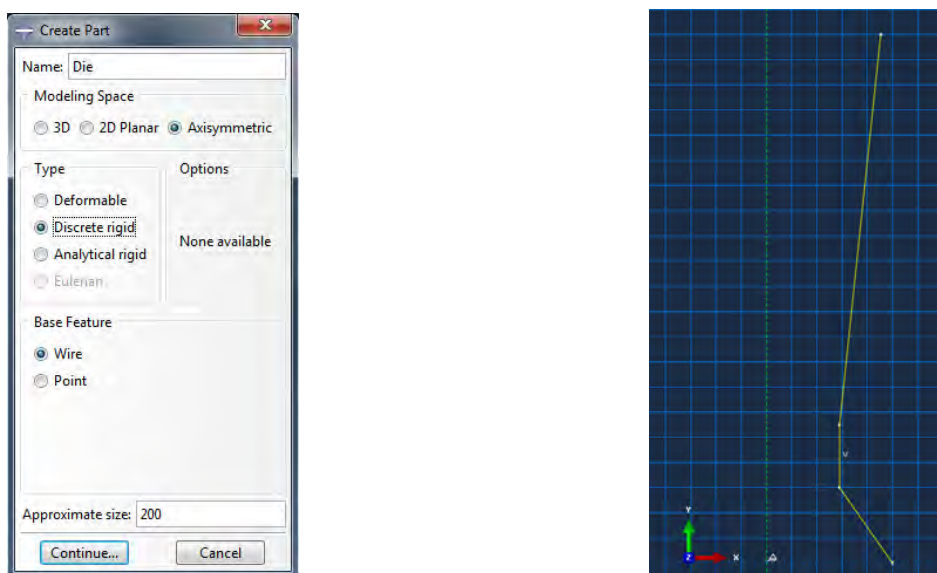 Create Part
Name: Die
Modeling Space
3D 2D Planar Axisymmetric
Type Options
Deformable
Discrete rigid
Analytical rigid None available
Eulerian
Base Feature
Wire
Point
Approximate size: 200
Continue... Cancel
V
Y
Z X